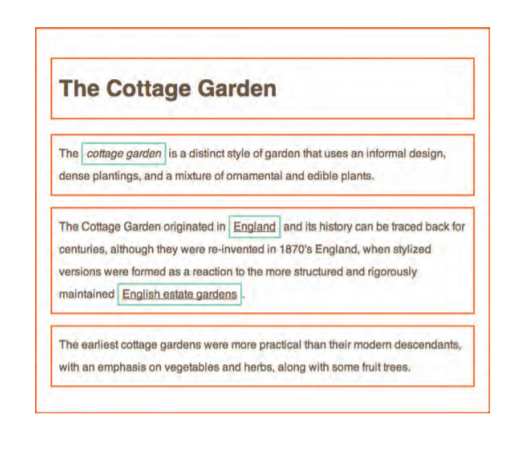 The Cottage Garden
The cottage garden is a distinct style of garden that uses an informal design,
dense plantings, and a mixture of ornamental and edible plants.
The Cottage Garden originated in England and its history can be traced back for
centuries, although they were re-invented in 1870's England, when stylized
versions were formed as a reaction to the more structured and rigorously
maintained English estate gardens.
The earliest cottage gardens were more practical than their modern descendants,
with an emphasis on vegetables and herbs, along with some fruit trees.